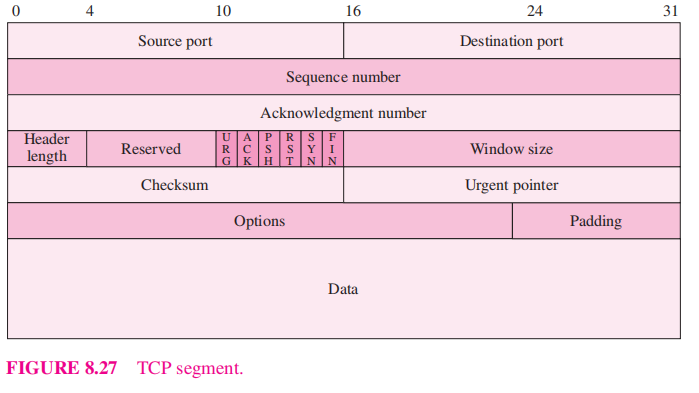 0 4 10 16 24 31
Source port Destination port
Sequence number
Acknowledgment number
Header length Reserved URG ACK PSH RST SYN FIN Window size
Checksum Urgent pointer
Options Padding
Data
FIGURE 8.27 TCP segment.